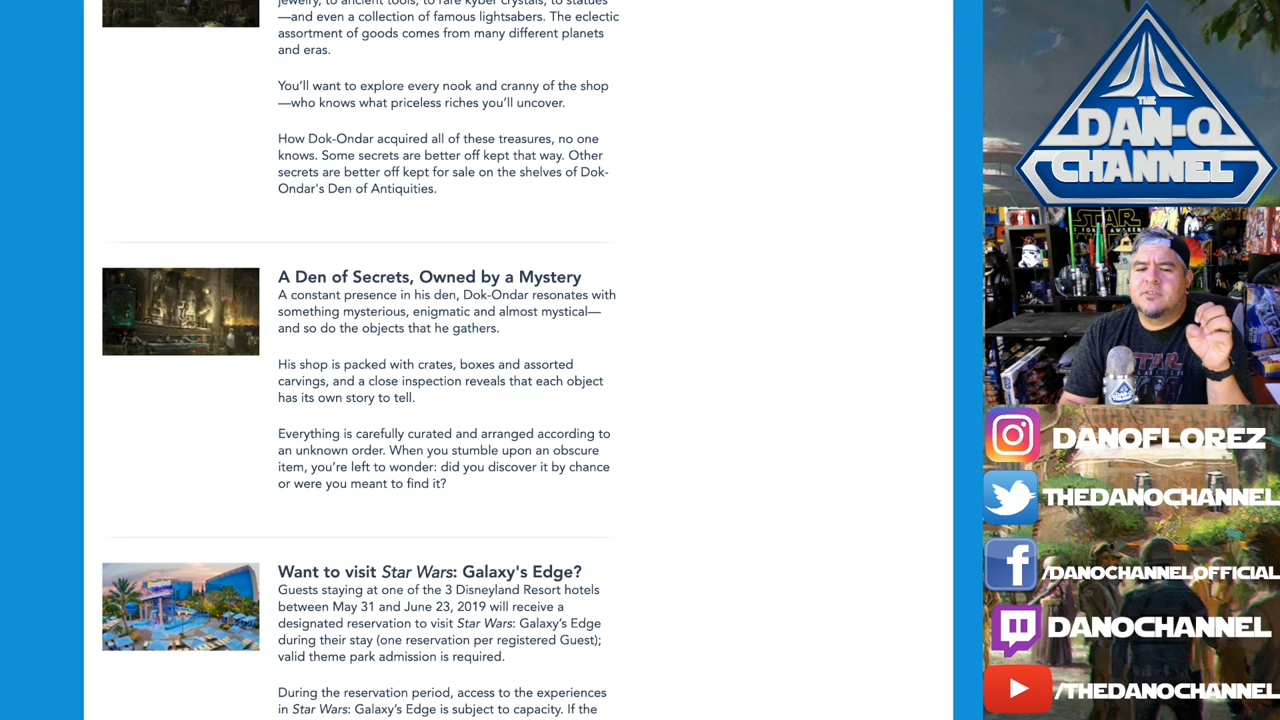 jewelry, to ancient tools, to rare kyber crystals, to statues
—and even a collection of famous lightsabers. The eclectic
assortment of goods comes from many different planets
and eras.
You’ll want to explore every nook and cranny of the shop
—who knows what priceless riches you’ll uncover.
How Dok-Ondar acquired all of these treasures, no one
knows. Some secrets are better off kept that way. Other
secrets are better off kept for sale on the shelves of Dok-
Ondar's Den of Antiquities.
A Den of Secrets, Owned by a Mystery
A constant presence in his den, Dok-Ondar resonates with
something mysterious, enigmatic and almost mystical—
and so do the objects that he gathers.
His shop is packed with crates, boxes and assorted
carvings, and a close inspection reveals that each object
has its own story to tell.
Everything is carefully curated and arranged according to
an unknown order. When you stumble upon an obscure
item, you’re left to wonder: did you discover it by chance
or were you meant to find it?
Want to visit Star Wars: Galaxy's Edge?
Guests staying at one of the 3 Disneyland Resort hotels
between May 31 and June 23, 2019 will receive a
designated reservation to visit Star Wars: Galaxy’s Edge
during their stay (one reservation per registered Guest);
valid theme park admission is required.
During the reservation period, access to the experiences
in Star Wars: Galaxy’s Edge is subject to capacity. If the
THE
DAN-O
CHANNEL
STAR
STAR
DANOFLOREZ
THEDANOCHANNEL
/DANOCHANNELOFFICIAL
DANOCHANNEL
/THEDANOCHANNEL